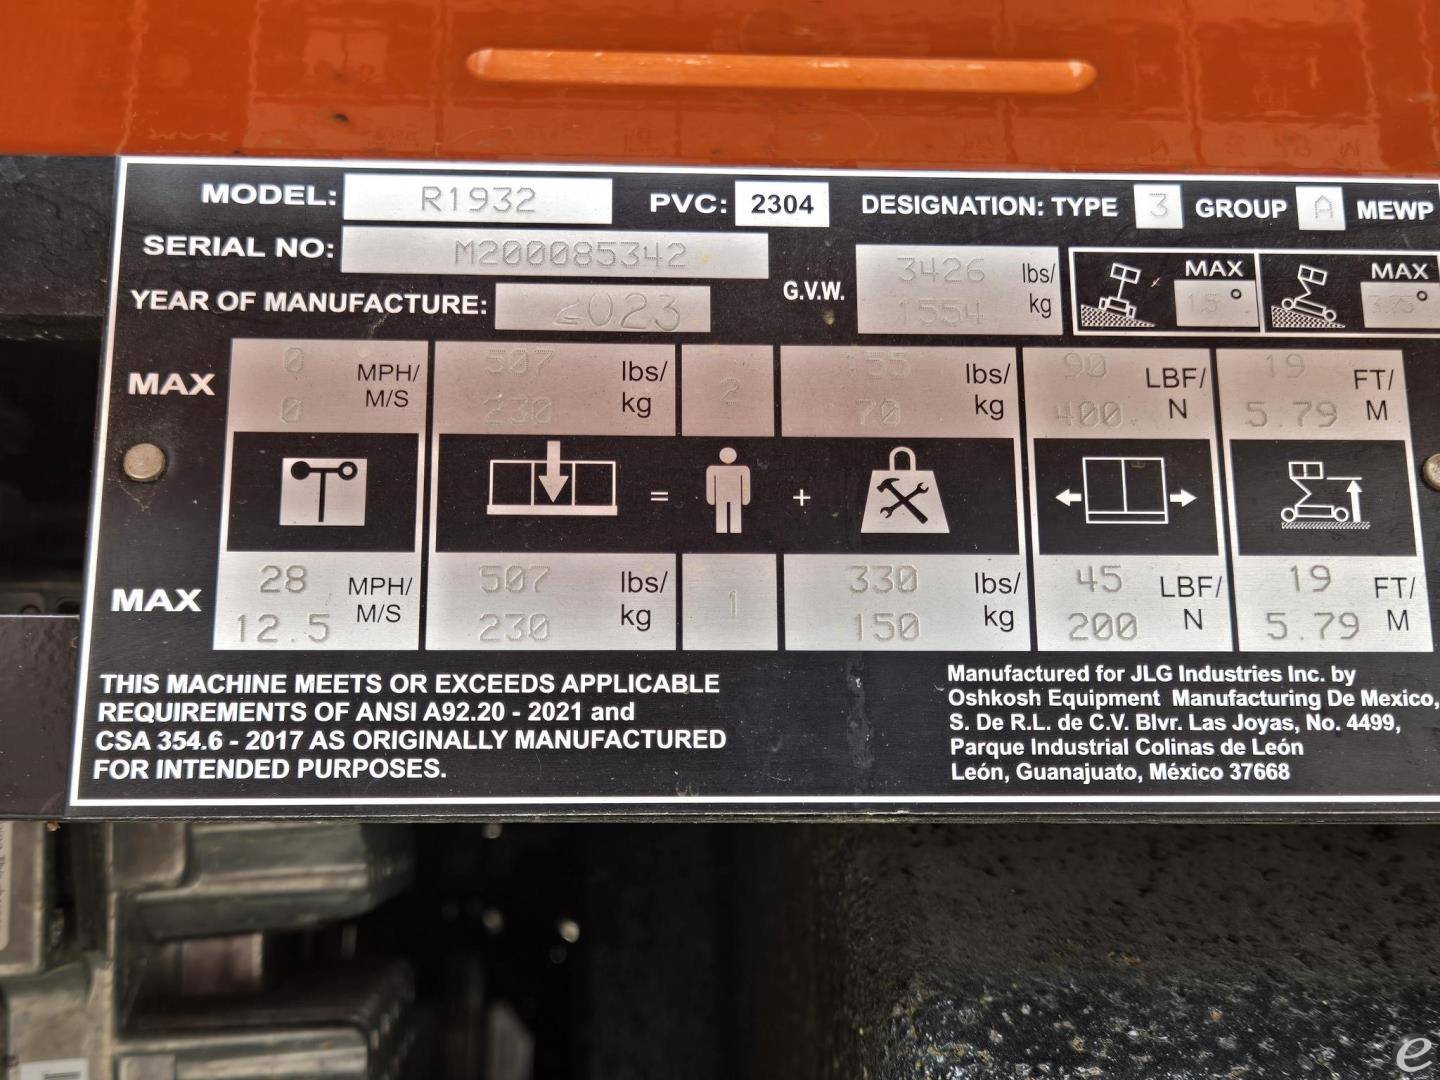 MODEL: R1932 PVC: 2304 DESIGNATION: TYPE 3 GROUP A MEWP
SERIAL NO: M200085342
YEAR OF MANUFACTURE: 2023
G.V.W. 3426 lbs/
1554 kg
MAX 1.5°
MAX 3.25°
MAX
0 MPH/
0 M/S
507 lbs/
230 kg
2
155 lbs/
70 kg
90 LBF/
400 N
19 FT/
5.79 M
= +
MAX
28 MPH/
12.5 M/S
507 lbs/
230 kg
1
330 lbs/
150 kg
45 LBF/
200 N
19 FT/
5.79 M
THIS MACHINE MEETS OR EXCEEDS APPLICABLE
REQUIREMENTS OF ANSI A92.20 - 2021 and
CSA 354.6 - 2017 AS ORIGINALLY MANUFACTURED
FOR INTENDED PURPOSES.
Manufactured for JLG Industries Inc. by
Oshkosh Equipment Manufacturing De Mexico,
S. De R.L. de C.V. Blvr. Las Joyas, No. 4499,
Parque Industrial Colinas de León
León, Guanajuato, México 37668
e